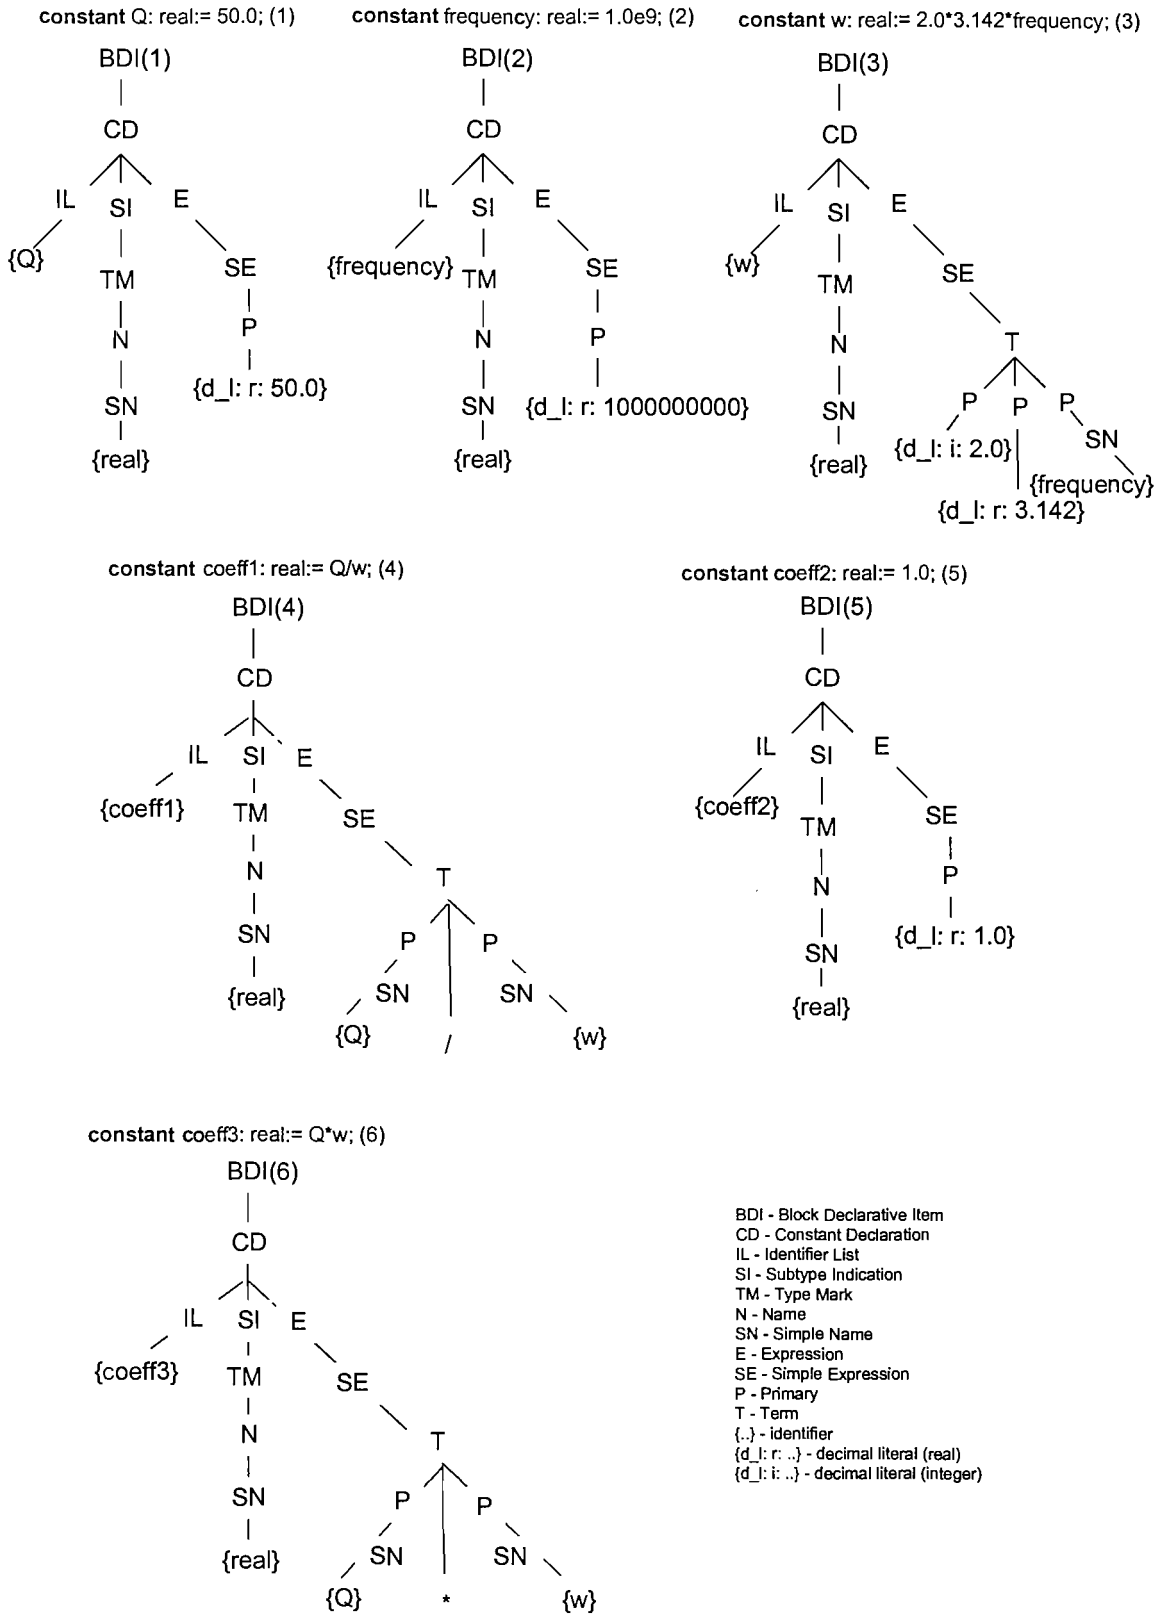 constant Q: real:= 50.0; (1)
BDI(1)
CD
IL SI E
{Q}
TM
SE
N
P
{d_l: r: 50.0}
SN
{real}
constant frequency: real:= 1.0e9; (2)
BDI(2)
CD
IL SI E
{frequency}
TM
SE
N
P
SN
{d_l: r: 1000000000}
{real}
constant w: real:= 2.0*3.142*frequency; (3)
BDI(3)
CD
IL SI E
{w}
TM
SE
N
T
SN
P P P
{d_l: i: 2.0}
SN
{real}
{frequency}
{d_l: r: 3.142}
constant coeff1: real:= Q/w; (4)
BDI(4)
CD
IL SI E
{coeff1}
TM
SE
N
T
SN
P P
SN SN
{real}
{Q} / {w}
constant coeff2: real:= 1.0; (5)
BDI(5)
CD
IL SI E
{coeff2}
TM
SE
N
P
SN
{d_l: r: 1.0}
{real}
constant coeff3: real:= Q*w; (6)
BDI(6)
CD
IL SI E
{coeff3}
TM
SE
N
T
SN
P P
SN SN
{real}
{Q} * {w}
BDI - Block Declarative Item
CD - Constant Declaration
IL - Identifier List
SI - Subtype Indication
TM - Type Mark
N - Name
SN - Simple Name
E - Expression
SE - Simple Expression
P - Primary
T - Term
{..} - identifier
{d_l: r: ..} - decimal literal (real)
{d_l: i: ..} - decimal literal (integer)